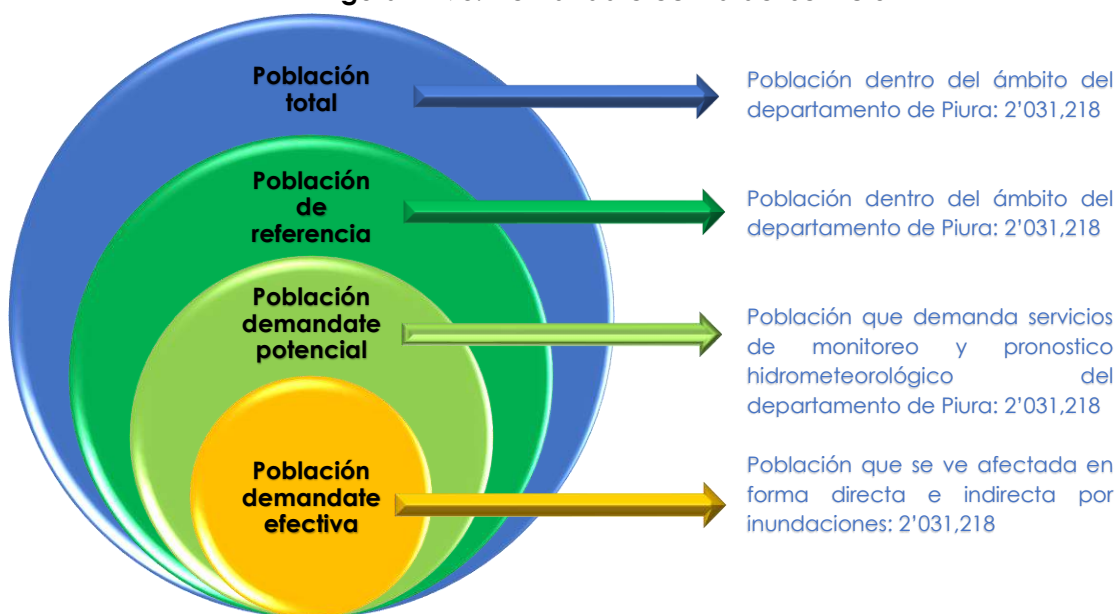 Población
total
Población dentro del ámbito del
departamento de Piura: 2’031,218
Población
de
referencia
Población dentro del ámbito del
departamento de Piura: 2’031,218
Población
demandate
potencial
Población que demanda servicios
de monitoreo y pronostico
hidrometeorológico del
departamento de Piura: 2’031,218
Población
demandate
efectiva
Población que se ve afectada en
forma directa e indirecta por
inundaciones: 2’031,218